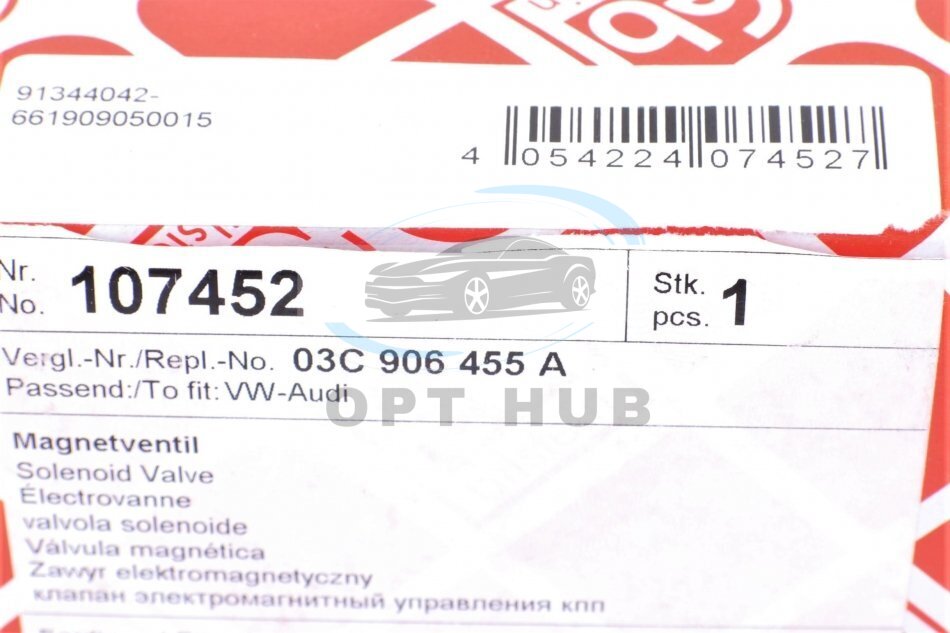 91344042-
661909050015
4 054224 074527
Nr.
No. 107452
Stk.
pcs. 1
Vergl.-Nr./Repl.-No. 03C 906 455 A
Passend:/To fit: VW-Audi
OPT HUB
Magnetventil
Solenoid Valve
Électrovanne
valvola solenoide
Válvula magnética
Zawyr elektromagnetyczny
клапан электромагнитный управления кпп